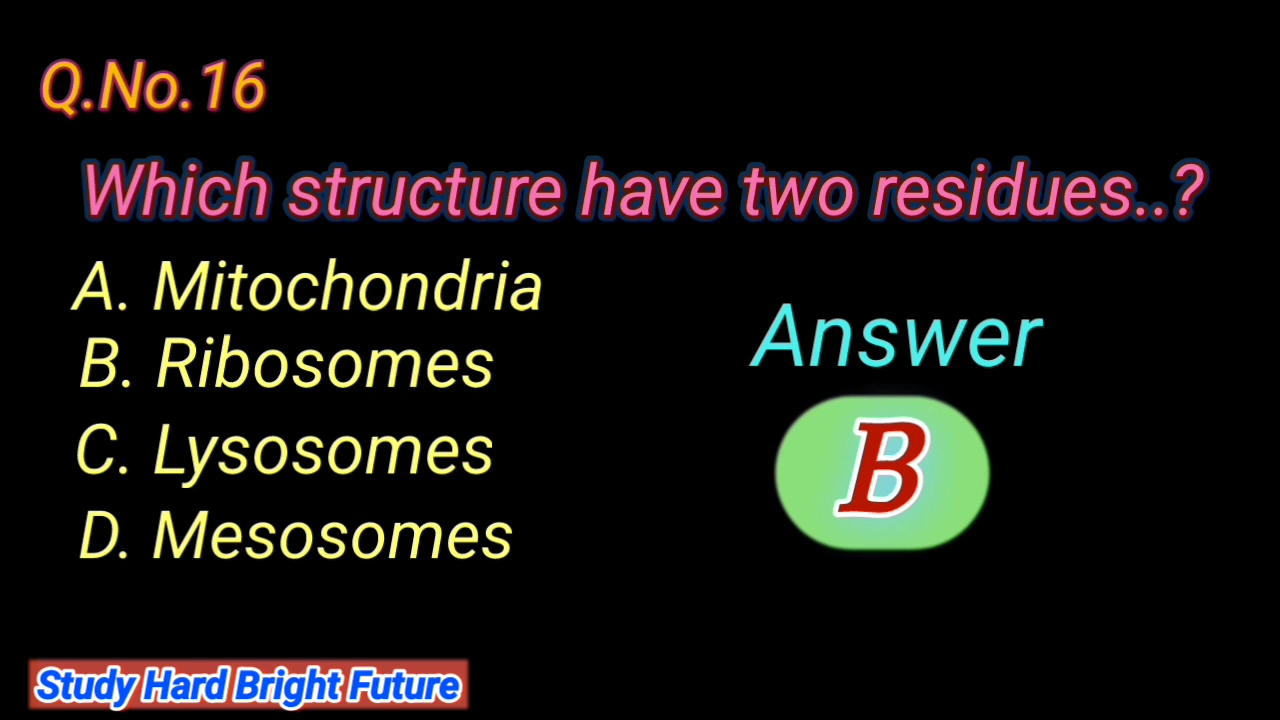 Q.No.16
Which structure have two residues..?
A. Mitochondria
B. Ribosomes
C. Lysosomes
D. Mesosomes
Answer
B
Study Hard Bright Future